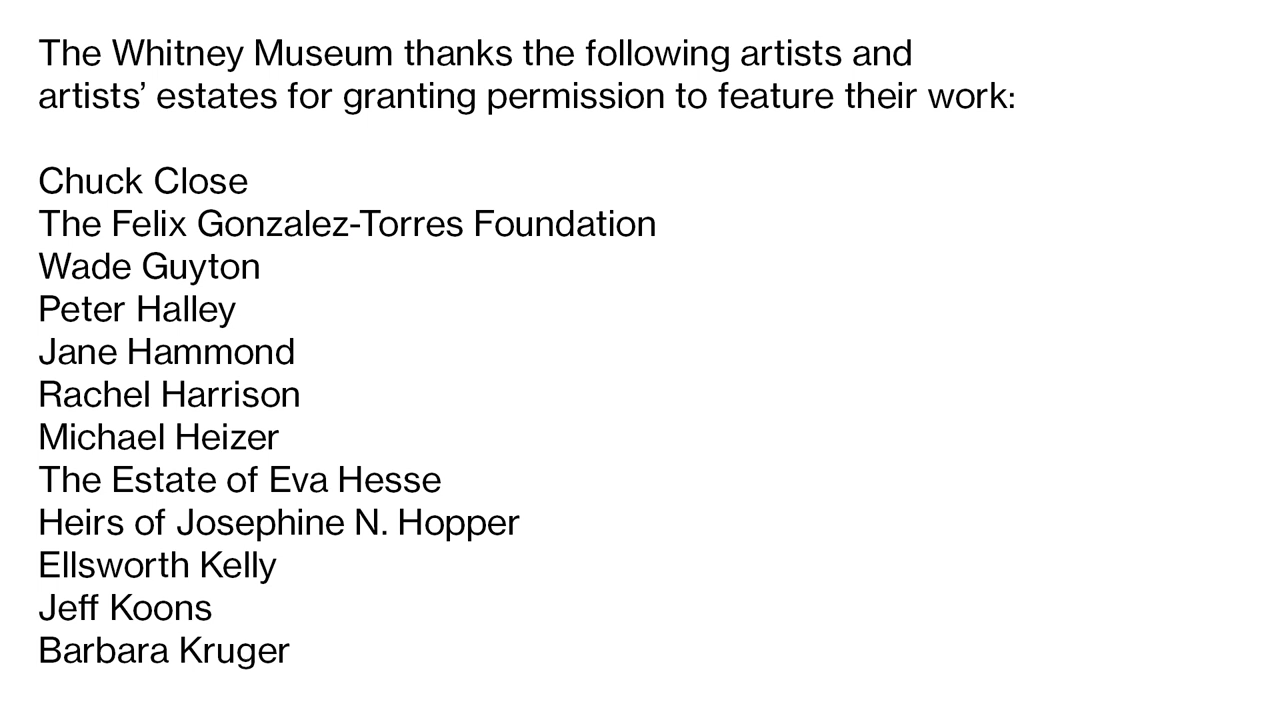 The Whitney Museum thanks the following artists and
artists’ estates for granting permission to feature their work:
Chuck Close
The Felix Gonzalez-Torres Foundation
Wade Guyton
Peter Halley
Jane Hammond
Rachel Harrison
Michael Heizer
The Estate of Eva Hesse
Heirs of Josephine N. Hopper
Ellsworth Kelly
Jeff Koons
Barbara Kruger